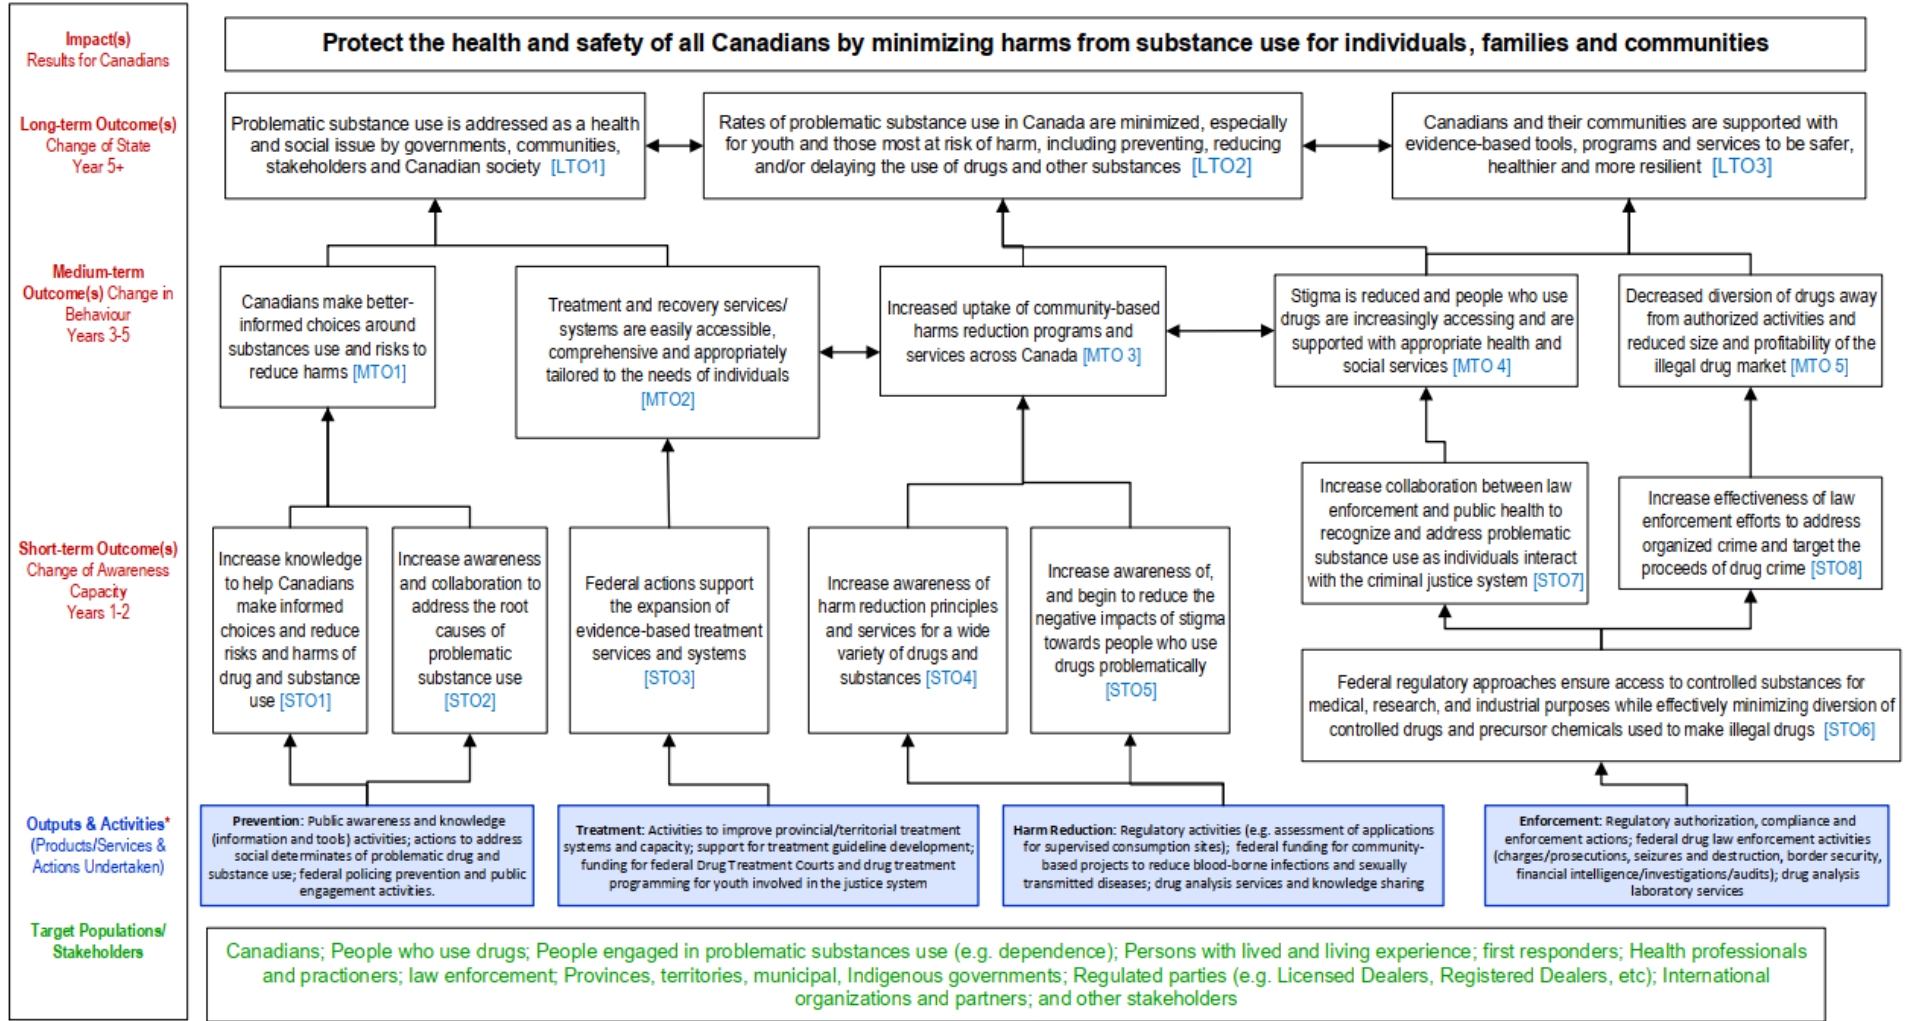 Impact(s)
Results for Canadians
Protect the health and safety of all Canadians by minimizing harms from substance use for individuals, families and communities
Long-term Outcome(s)
Change of State
Year 5+
Problematic substance use is addressed as a health
and social issue by governments, communities,
stakeholders and Canadian society [LTO1]
Rates of problematic substance use in Canada are minimized, especially
for youth and those most at risk of harm, including preventing, reducing
and/or delaying the use of drugs and other substances [LTO2]
Canadians and their communities are supported with
evidence-based tools, programs and services to be safer,
healthier and more resilient [LTO3]
Medium-term
Outcome(s) Change in
Behaviour
Years 3-5
Canadians make better-
informed choices around
substances use and risks to
reduce harms [MTO1]
Treatment and recovery services/
systems are easily accessible,
comprehensive and appropriately
tailored to the needs of individuals
[MTO2]
Increased uptake of community-based
harms reduction programs and
services across Canada [MTO 3]
Stigma is reduced and people who use
drugs are increasingly accessing and are
supported with appropriate health and
social services [MTO 4]
Decreased diversion of drugs away
from authorized activities and
reduced size and profitability of the
illegal drug market [MTO 5]
Short-term Outcome(s)
Change of Awareness
Capacity
Years 1-2
Increase knowledge
to help Canadians
make informed
choices and reduce
risks and harms of
drug and substance
use [STO1]
Increase awareness
and collaboration to
address the root
causes of
problematic
substance use
[STO2]
Federal actions support
the expansion of
evidence-based treatment
services and systems
[STO3]
Increase awareness of
harm reduction principles
and services for a wide
variety of drugs and
substances [STO4]
Increase awareness of,
and begin to reduce the
negative impacts of stigma
towards people who use
drugs problematically
[STO5]
Increase collaboration between law
enforcement and public health to
recognize and address problematic
substance use as individuals interact
with the criminal justice system [STO7]
Increase effectiveness of law
enforcement efforts to address
organized crime and target the
proceeds of drug crime [STO8]
Federal regulatory approaches ensure access to controlled substances for
medical, research, and industrial purposes while effectively minimizing diversion of
controlled drugs and precursor chemicals used to make illegal drugs [STO6]
Outputs & Activities*
(Products/Services &
Actions Undertaken)
Prevention: Public awareness and knowledge
(information and tools) activities; actions to address
social determinates of problematic drug and
substance use; federal policing prevention and public
engagement activities.
Treatment: Activities to improve provincial/territorial treatment
systems and capacity; support for treatment guideline development;
funding for federal Drug Treatment Courts and drug treatment
programming for youth involved in the justice system
Harm Reduction: Regulatory activities (e.g. assessment of applications
for supervised consumption sites); federal funding for community-
based projects to reduce blood-borne infections and sexually
transmitted diseases; drug analysis services and knowledge sharing
Enforcement: Regulatory authorization, compliance and
enforcement actions; federal drug law enforcement activities
(charges/prosecutions, seizures and destruction, border security,
financial intelligence/investigations/audits); drug analysis
laboratory services
Target Populations/
Stakeholders
Canadians; People who use drugs; People engaged in problematic substances use (e.g. dependence); Persons with lived and living experience; first responders; Health professionals
and practioners; law enforcement; Provinces, territories, municipal, Indigenous governments; Regulated parties (e.g. Licensed Dealers, Registered Dealers, etc); International
organizations and partners; and other stakeholders